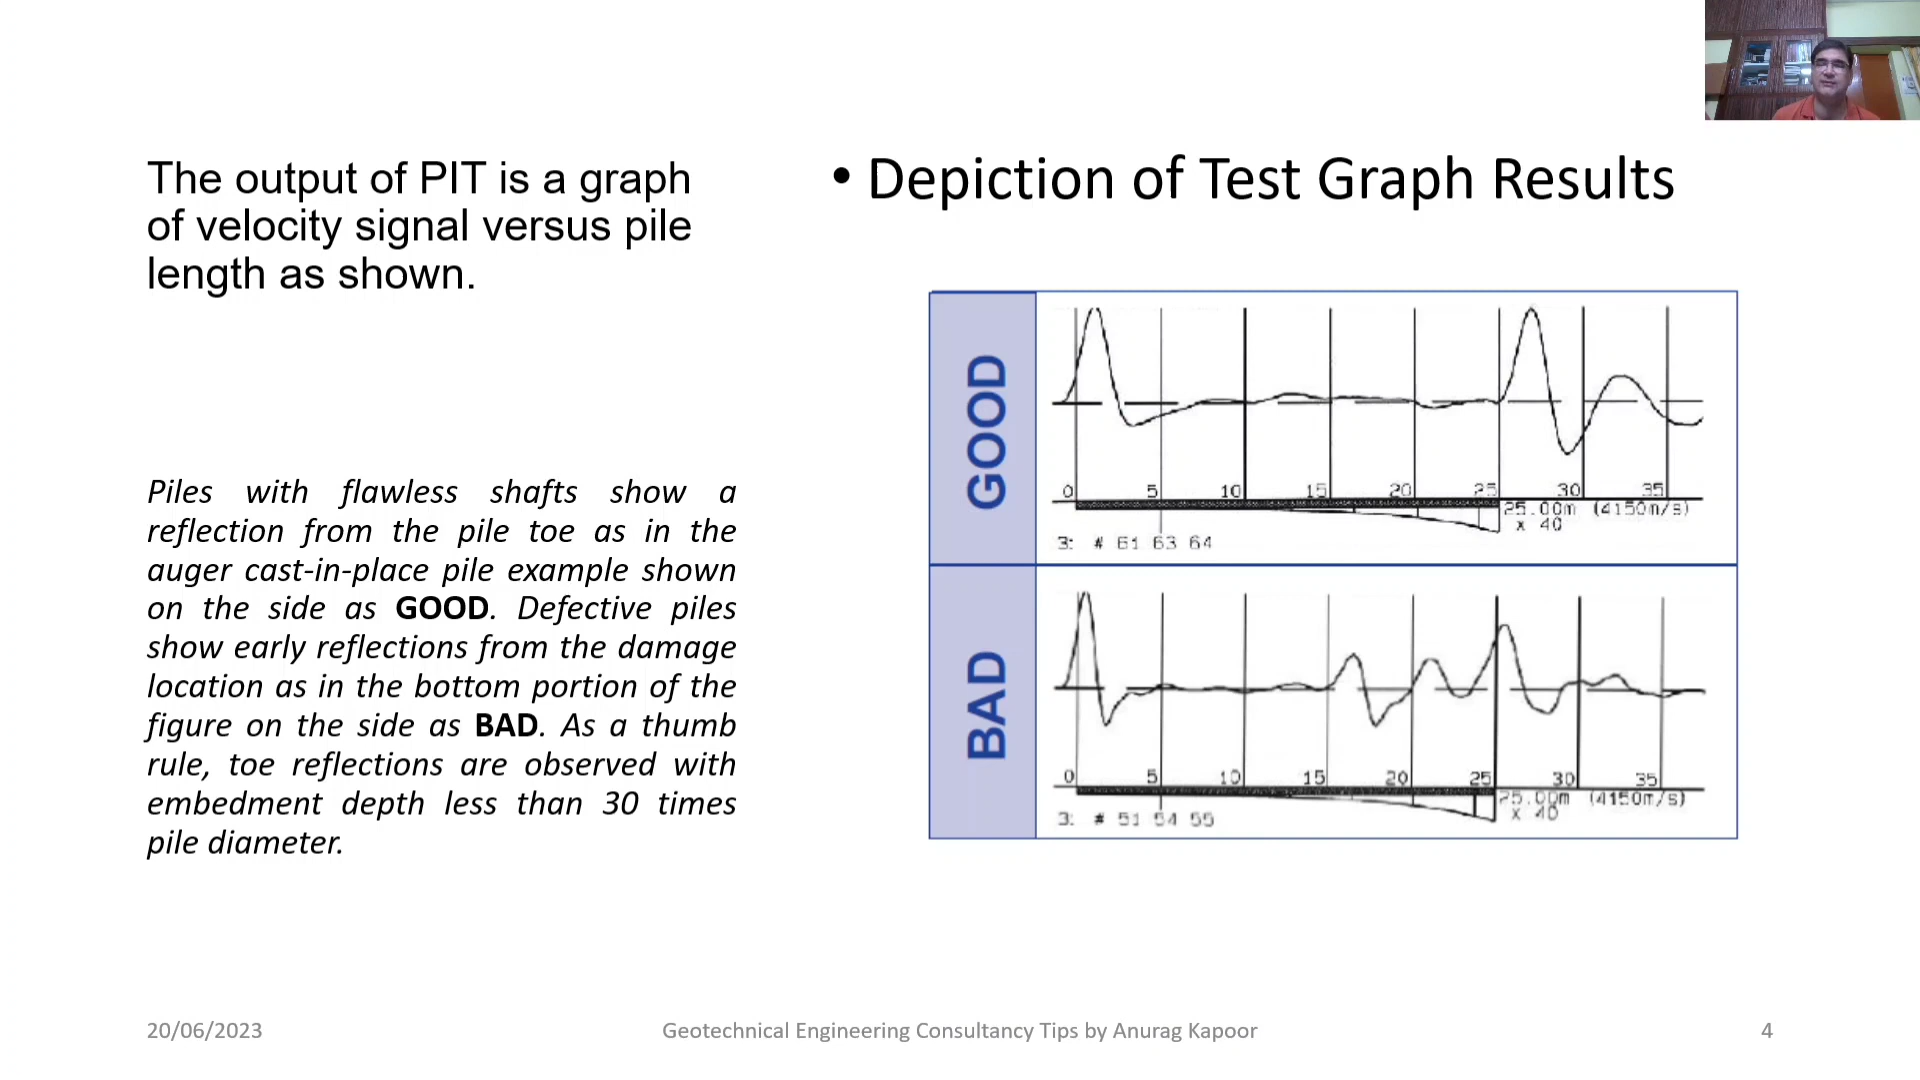 The output of PIT is a graph
of velocity signal versus pile
length as shown.
Piles with flawless shafts show a
reflection from the pile toe as in the
auger cast-in-place pile example shown
on the side as GOOD. Defective piles
show early reflections from the damage
location as in the bottom portion of the
figure on the side as BAD. As a thumb
rule, toe reflections are observed with
embedment depth less than 30 times
pile diameter.
• Depiction of Test Graph Results
GOOD
0 5 10 15 20 25 30 35
25.00m (4150m/s)
x 40
3: # 61 63 64
BAD
0 5 10 15 20 25 30 35
25.00m (4150m/s)
x 40
3: # 51 54 55
20/06/2023
Geotechnical Engineering Consultancy Tips by Anurag Kapoor
4